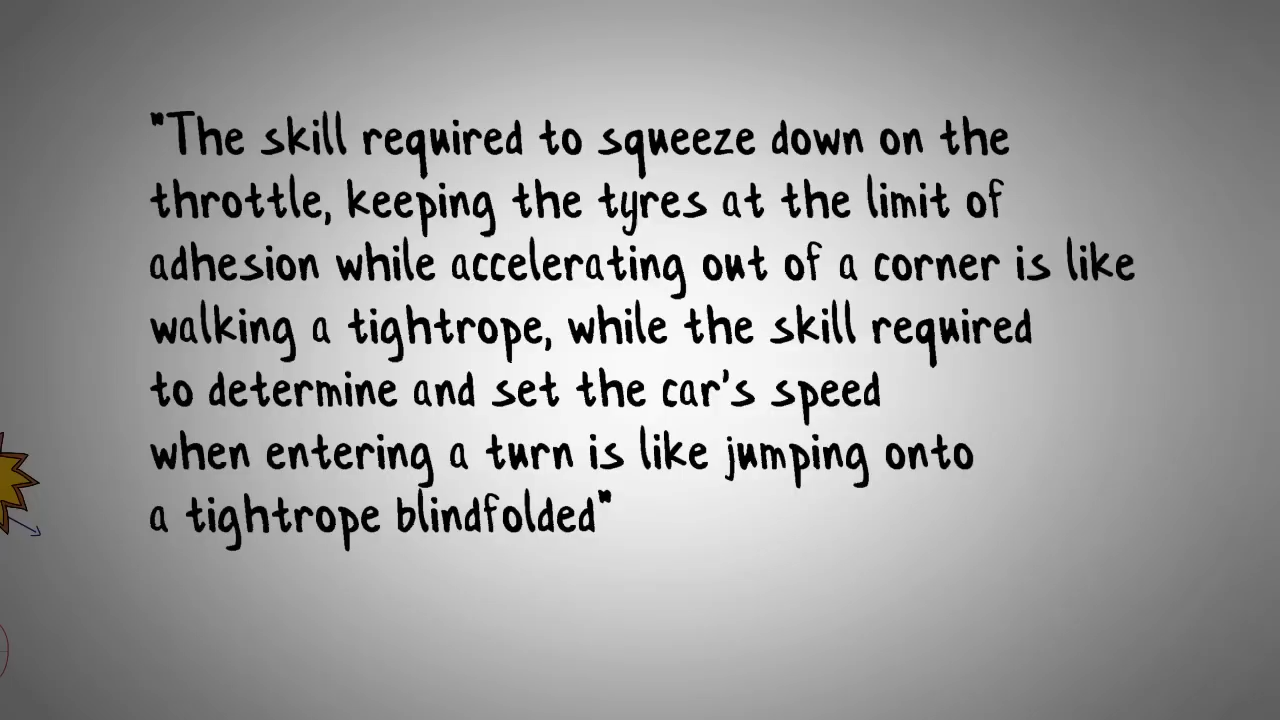 "The skill required to squeeze down on the
throttle, keeping the tyres at the limit of
adhesion while accelerating out of a corner is like
walking a tightrope, while the skill required
to determine and set the car's speed
when entering a turn is like jumping onto
a tightrope blindfolded"